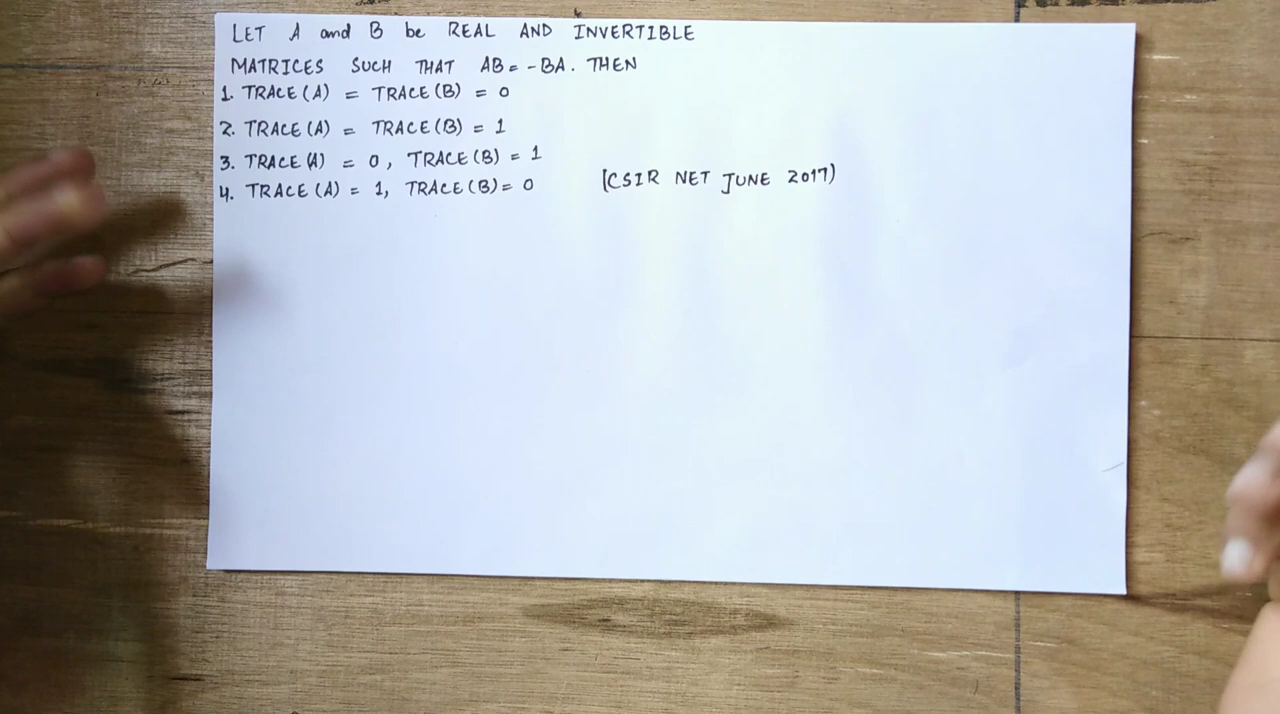 LET A and B be REAL AND INVERTIBLE
MATRICES SUCH THAT AB = -BA. THEN
1. TRACE(A) = TRACE(B) = 0
2. TRACE(A) = TRACE(B) = 1
3. TRACE(A) = 0, TRACE(B) = 1
4. TRACE(A) = 1, TRACE(B) = 0 (CSIR NET JUNE 2017)